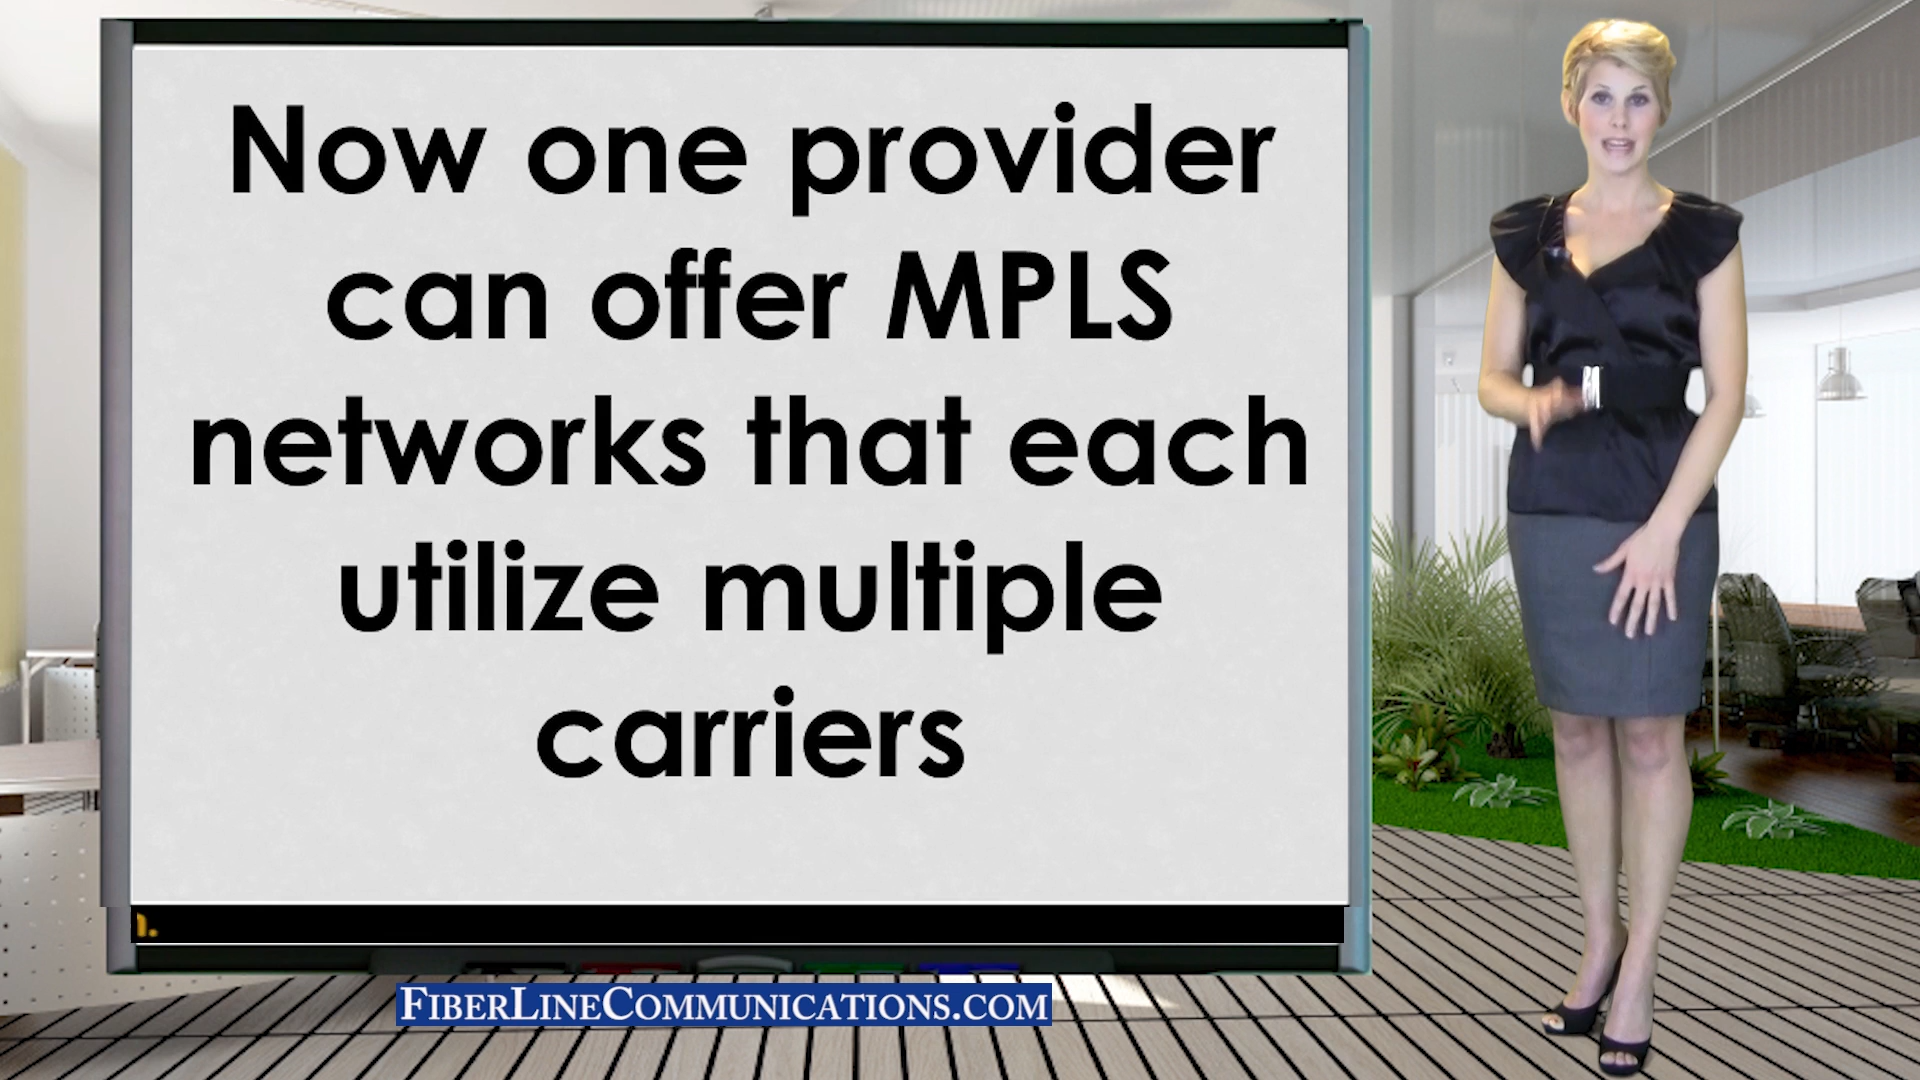 Now one provider
can offer MPLS
networks that each
utilize multiple
carriers
FIBERLINECOMMUNICATIONS.COM